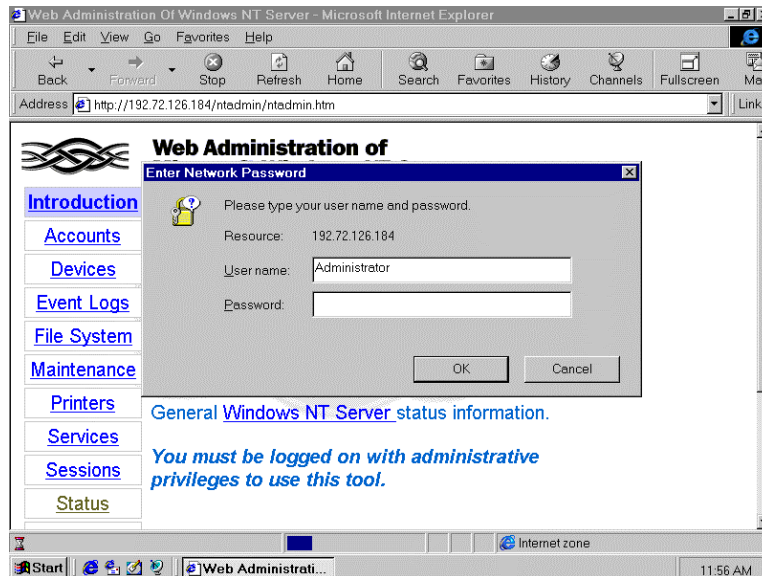 Web Administration Of Windows NT Server - Microsoft Internet Explorer
File Edit View Go Favorites Help
Back Forward Stop Refresh Home Search Favorites History Channels Fullscreen Ma
Address http://192.72.126.184/ntadmin/ntadmin.htm Link
Web Administration of
Enter Network Password
Please type your user name and password.
Resource: 192.72.126.184
User name: Administrator
Password:
OK Cancel
Introduction
Accounts
Devices
Event Logs
File System
Maintenance
Printers
Services
Sessions
Status
General Windows NT Server status information.
You must be logged on with administrative
privileges to use this tool.
Internet zone
Start Web Administrati... 11:56 AM